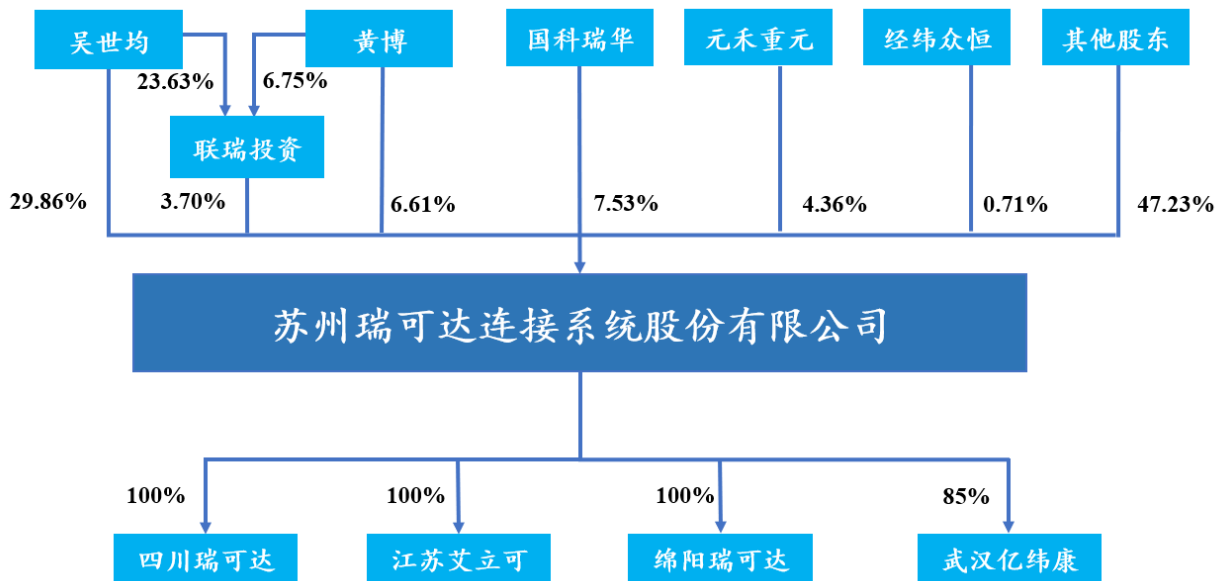 吴世均
黄博
国科瑞华
元禾重元
经纬众恒
其他股东
23.63%
6.75%
联瑞投资
29.86%
3.70%
6.61%
7.53%
4.36%
0.71%
47.23%
苏州瑞可达连接系统股份有限公司
100%
100%
100%
85%
四川瑞可达
江苏艾立可
绵阳瑞可达
武汉亿纬康